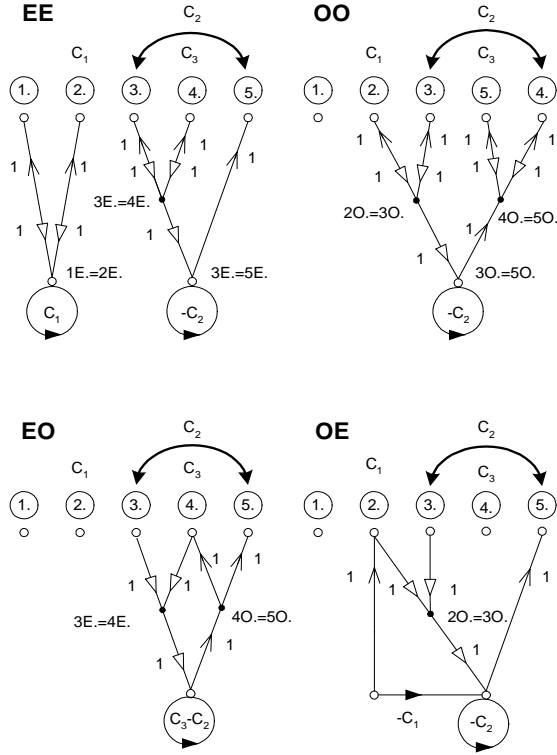 EE
C₂
C₁
C₃
1.
2.
3.
4.
5.
1
1
1
1
1
1
1
3E.=4E.
1
1E.=2E.
3E.=5E.
C₁
-C₂
OO
C₂
C₁
C₃
1.
2.
3.
5.
4.
1
1
1
1
2O.=3O.
4O.=5O.
1
1
3O.=5O.
-C₂
EO
C₂
C₁
C₃
1.
2.
3.
4.
5.
1
1
1
1
3E.=4E.
4O.=5O.
1
1
C₃-C₂
OE
C₂
C₁
C₃
1.
2.
3.
4.
5.
1
1
1
1
2O.=3O.
1
-C₁
-C₂